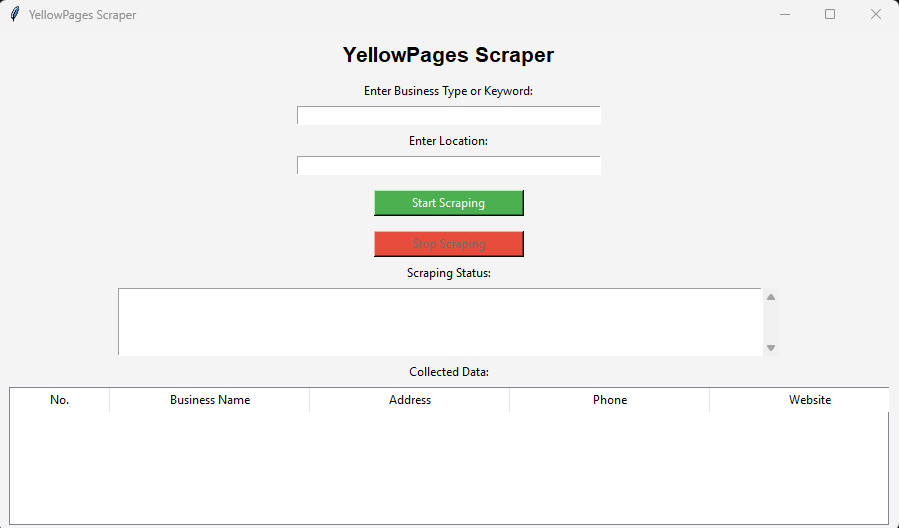 YellowPages Scraper
YellowPages Scraper
Enter Business Type or Keyword:
Enter Location:
Start Scraping
Stop Scraping
Scraping Status:
Collected Data:
No. Business Name Address Phone Website